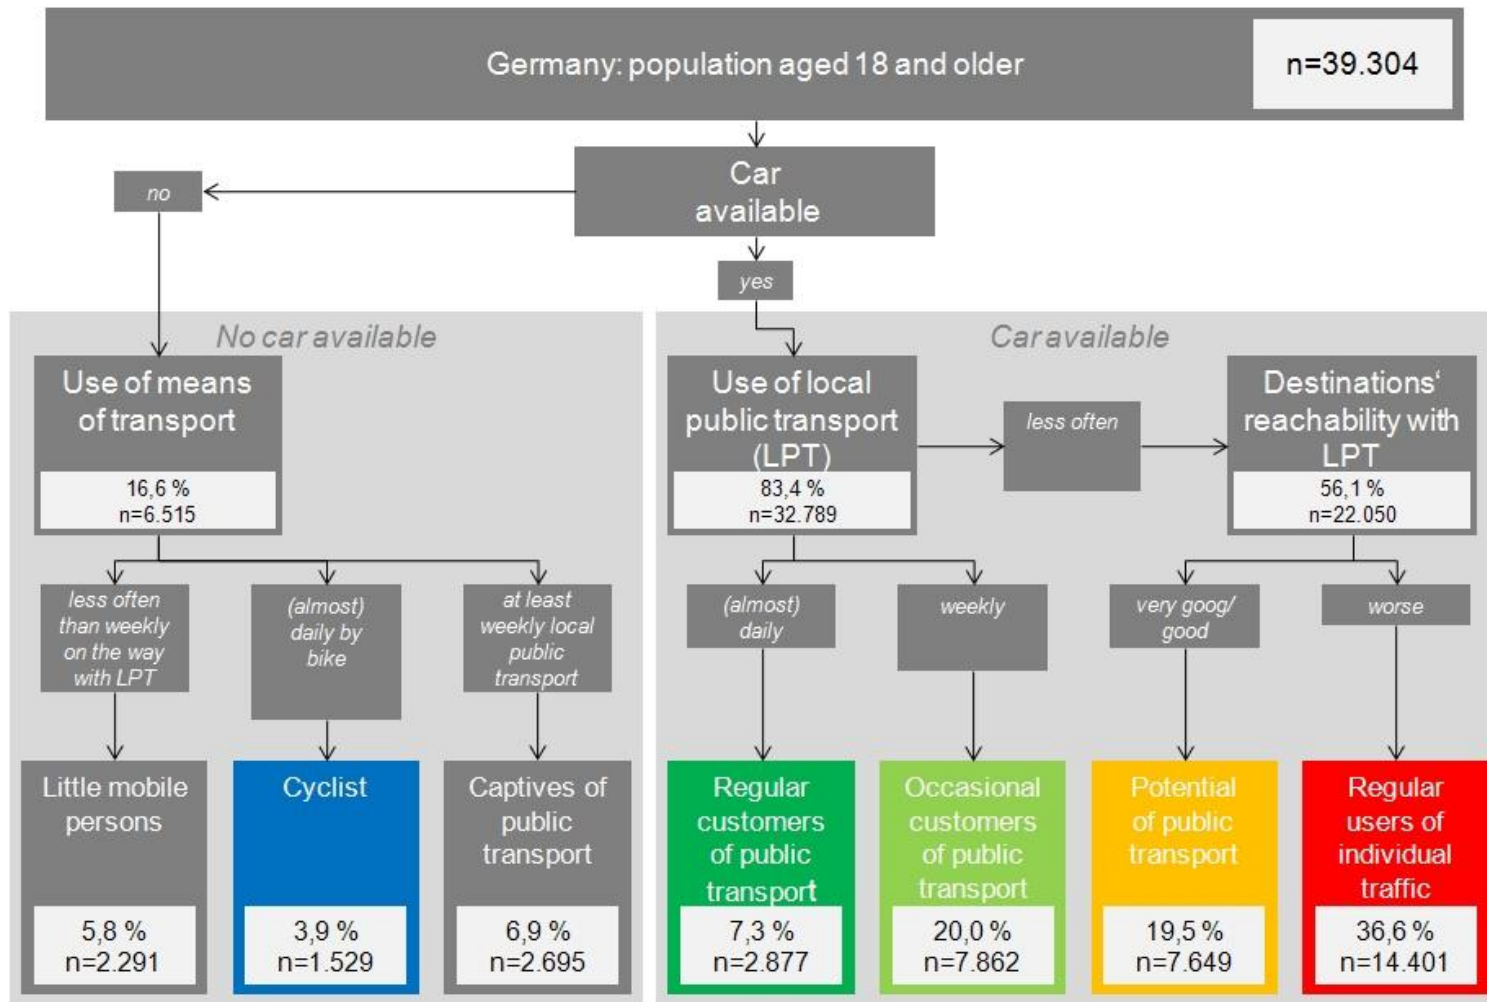 Germany: population aged 18 and older
n=39.304
Car
available
no
yes
No car available
Car available
Use of means
of transport
16,6 %
n=6.515
Use of local
public transport
(LPT)
83,4 %
n=32.789
less often
Destinations‘
reachability with
LPT
56,1 %
n=22.050
less often
than weekly
on the way
with LPT
(almost)
daily by
bike
at least
weekly local
public
transport
(almost)
daily
weekly
very goog/
good
worse
Little mobile
persons
5,8 %
n=2.291
Cyclist
3,9 %
n=1.529
Captives of
public
transport
6,9 %
n=2.695
Regular
customers
of public
transport
7,3 %
n=2.877
Occasional
customers
of public
transport
20,0 %
n=7.862
Potential
of public
transport
19,5 %
n=7.649
Regular
users of
individual
traffic
36,6 %
n=14.401